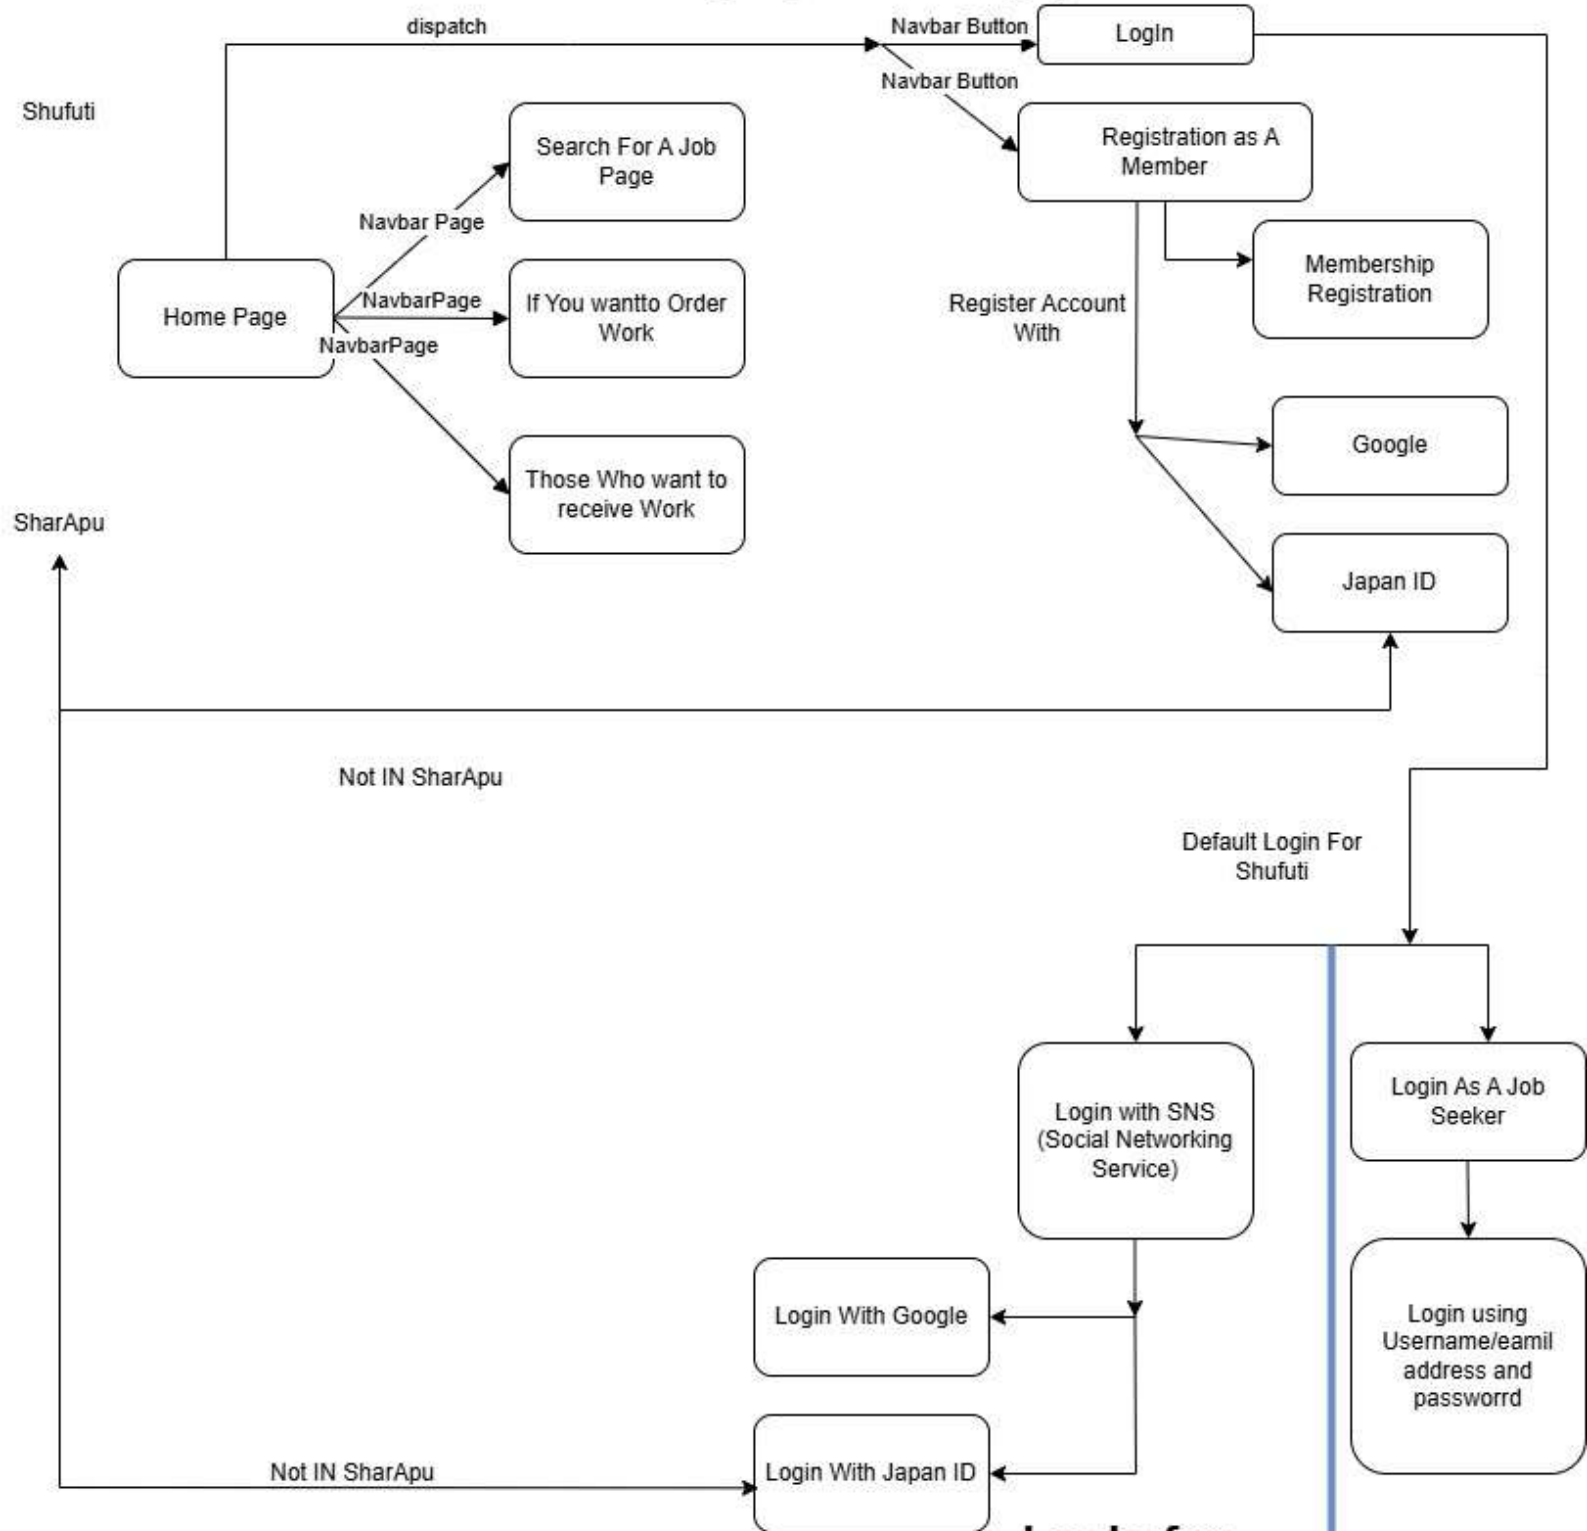 dispatch
Navbar Button
LogIn
Navbar Button
Shufuti
Search For A Job
Page
Registration as A
Member
Navbar Page
Membership
Registration
Home Page
NavbarPage
If You wantto Order
Work
Register Account
With
NavbarPage
Google
Those Who want to
receive Work
SharApu
Japan ID
Not IN SharApu
Default Login For
Shufuti
Login with SNS
(Social Networking
Service)
Login As A Job
Seeker
Login With Google
Login using
Username/eamil
address and
passworrd
Not IN SharApu
Login With Japan ID